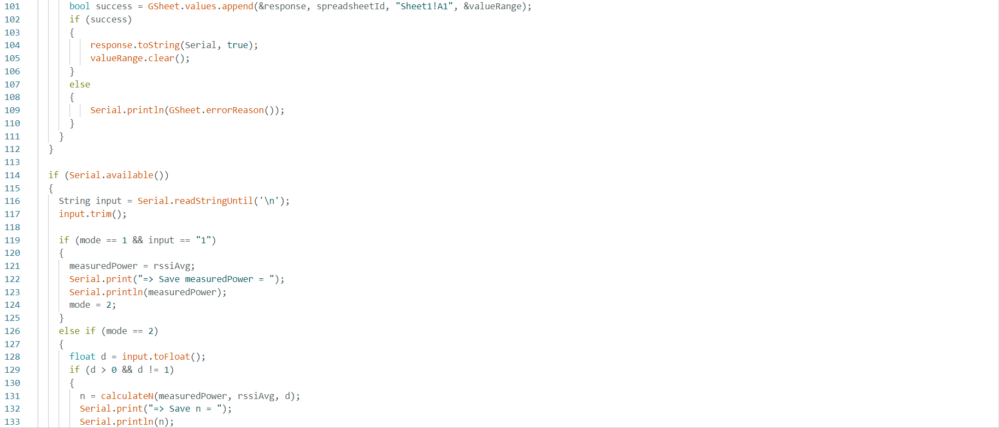 101 bool success = GSheet.values.append(&response, spreadsheetId, "Sheet1!A1", &valueRange);
102 if (success)
103 {
104 response.toString(Serial, true);
105 valueRange.clear();
106 }
107 else
108 {
109 Serial.println(GSheet.errorReason());
110 }
111 }
112 }
113
114 if (Serial.available())
115 {
116 String input = Serial.readStringUntil('\n');
117 input.trim();
118
119 if (mode == 1 && input == "1")
120 {
121 measuredPower = rssiAvg;
122 Serial.print("=> Save measuredPower = ");
123 Serial.println(measuredPower);
124 mode = 2;
125 }
126 else if (mode == 2)
127 {
128 float d = input.toFloat();
129 if (d > 0 && d != 1)
130 {
131 n = calculateN(measuredPower, rssiAvg, d);
132 Serial.print("=> Save n = ");
133 Serial.println(n);